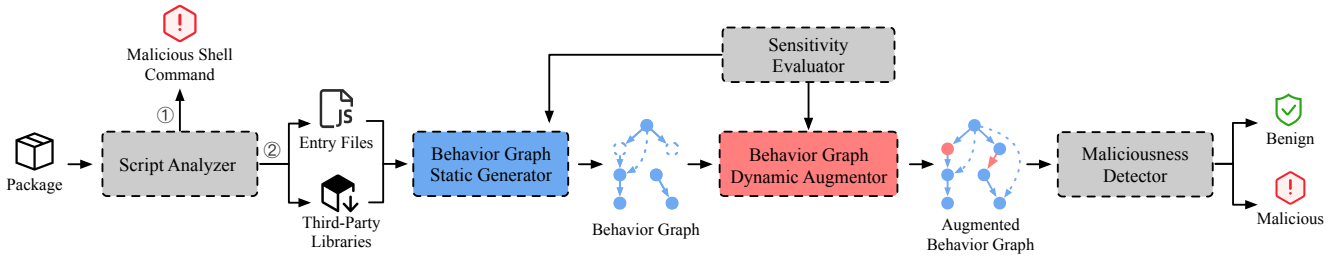 Malicious Shell
Command
①
Package
Script Analyzer
②
JS
Entry Files
Third-Party
Libraries
Behavior Graph
Static Generator
Behavior Graph
Sensitivity
Evaluator
Behavior Graph
Dynamic Augmentor
Augmented
Behavior Graph
Maliciousness
Detector
Benign
Malicious